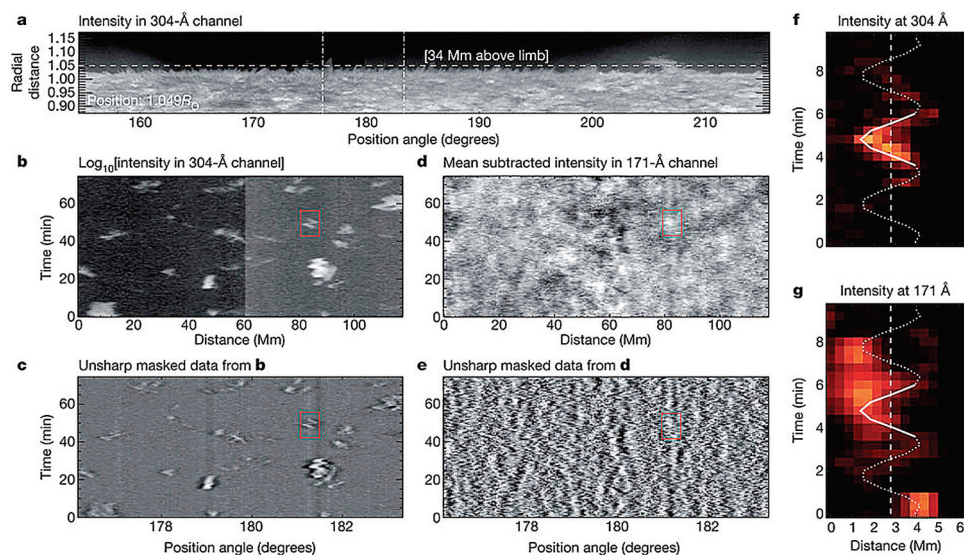 a Intensity in 304-Å channel
Radial distance
1.15
1.10
1.05
1.00
0.95
0.90
[34 Mm above limb]
Position: 1.049R⊙
160 170 180 190 200 210
Position angle (degrees)
b Log10[intensity in 304-Å channel]
Time (min)
60
40
20
0
0 20 40 60 80 100
Distance (Mm)
d Mean subtracted intensity in 171-Å channel
Time (min)
60
40
20
0
0 20 40 60 80 100
Distance (Mm)
c Unsharp masked data from b
Time (min)
60
40
20
0
178 180 182
Position angle (degrees)
e Unsharp masked data from d
Time (min)
60
40
20
0
178 180 182
Position angle (degrees)
f
Intensity at 304 Å
Time (min)
8
6
4
2
0
g
Intensity at 171 Å
Time (min)
8
6
4
2
0
0 1 2 3 4 5 6
Distance (Mm)